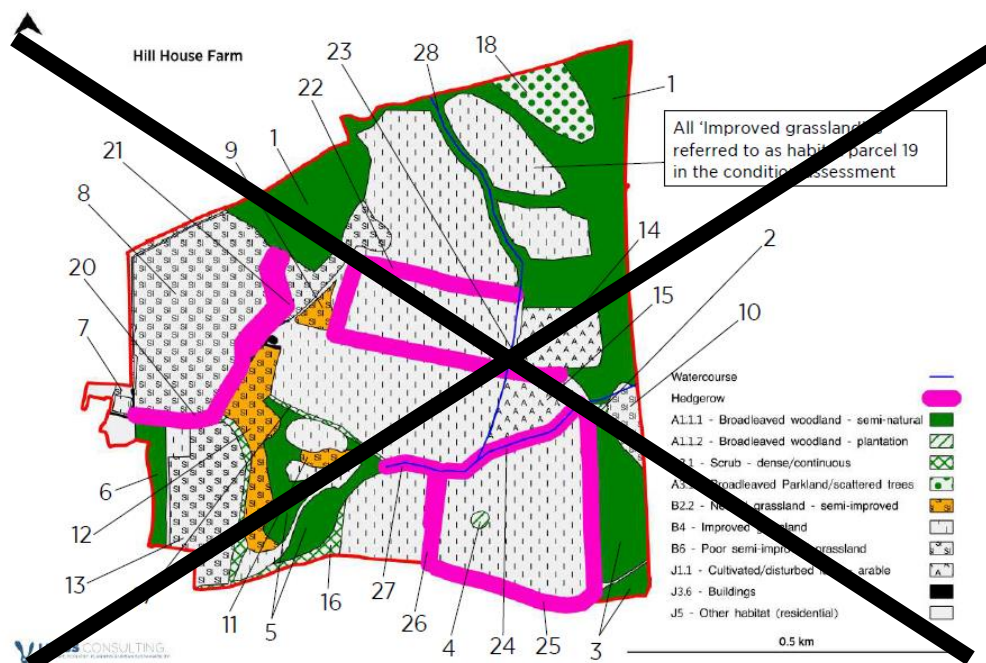 Hill House Farm
23
28
18
22
1
9
1
21
8
20
7
All 'Improved grassland'
referred to as habitat parcel 19
in the condition assessment
14
2
15
10
Watercourse
Hedgerow
A1.1.1 - Broadleaved woodland - semi-natural
A1.1.2 - Broadleaved woodland - plantation
- Scrub - dense/continuous
Broadleaved Parkland/scattered trees
B2.2 - grassland - semi-improved
B4 - Improved grassland
B6 - Poor semi-improved grassland
J1.1 - Cultivated/disturbed arable
J3.6 - Buildings
J5 - Other habitat (residential)
0.5 km
6
12
13
11
5
16
27
26
4
24
25
3
CONSULTING